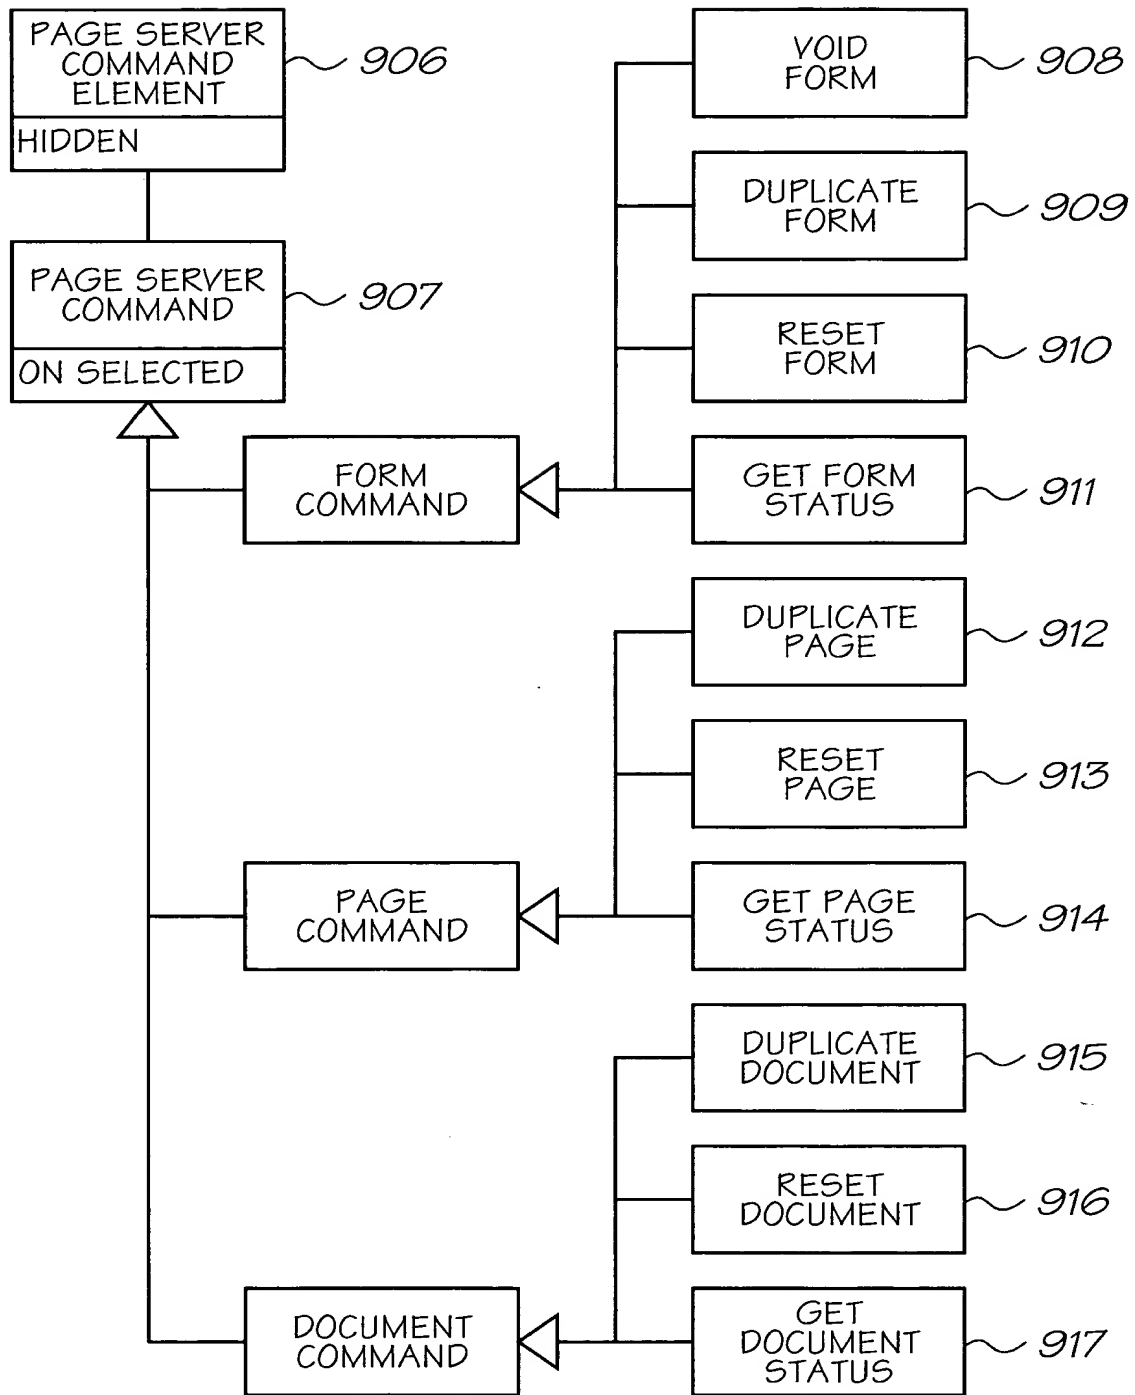 PAGE SERVER
COMMAND
ELEMENT
906
HIDDEN
PAGE SERVER
COMMAND
907
ON SELECTED
FORM
COMMAND
VOID
FORM
908
DUPLICATE
FORM
909
RESET
FORM
910
GET FORM
STATUS
911
PAGE
COMMAND
DUPLICATE
PAGE
912
RESET
PAGE
913
GET PAGE
STATUS
914
DOCUMENT
COMMAND
DUPLICATE
DOCUMENT
915
RESET
DOCUMENT
916
GET
DOCUMENT
STATUS
917